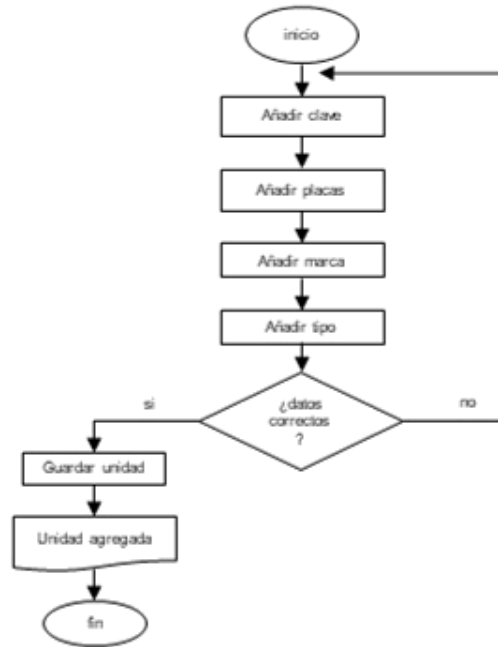 inicio
Añadir clave
Añadir placas
Añadir marca
Añadir tipo
¿datos
correctos
?
si
no
Guardar unidad
Unidad agregada
fin